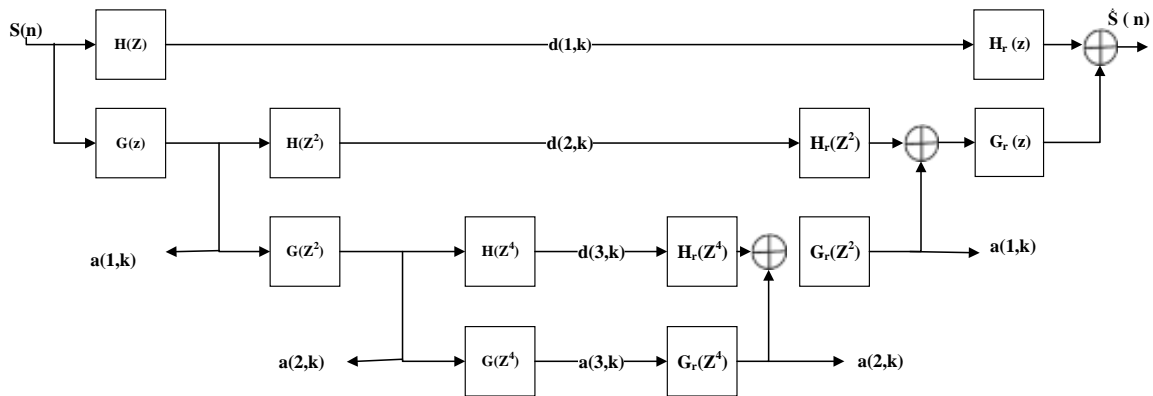 S(n)
H(Z)
d(1,k)
Hᵣ (z)
Ṡ ( n)
G(z)
H(Z²)
d(2,k)
Hᵣ(Z²)
Gᵣ (z)
a(1,k)
G(Z²)
H(Z⁴)
d(3,k)
Hᵣ(Z⁴)
Gᵣ(Z²)
a(1,k)
a(2,k)
G(Z⁴)
a(3,k)
Gᵣ(Z⁴)
a(2,k)